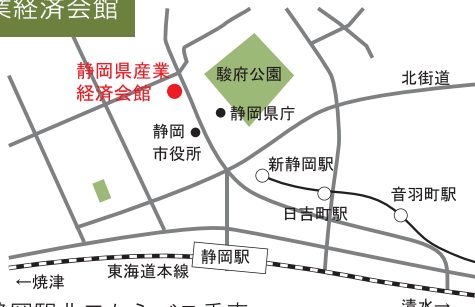 業経済会館
静岡県産業
経済会館
駿府公園
北街道
静岡県庁
静岡
市役所
新静岡駅
音羽町駅
日吉町駅
静岡駅
東海道本線
←焼津
清水→